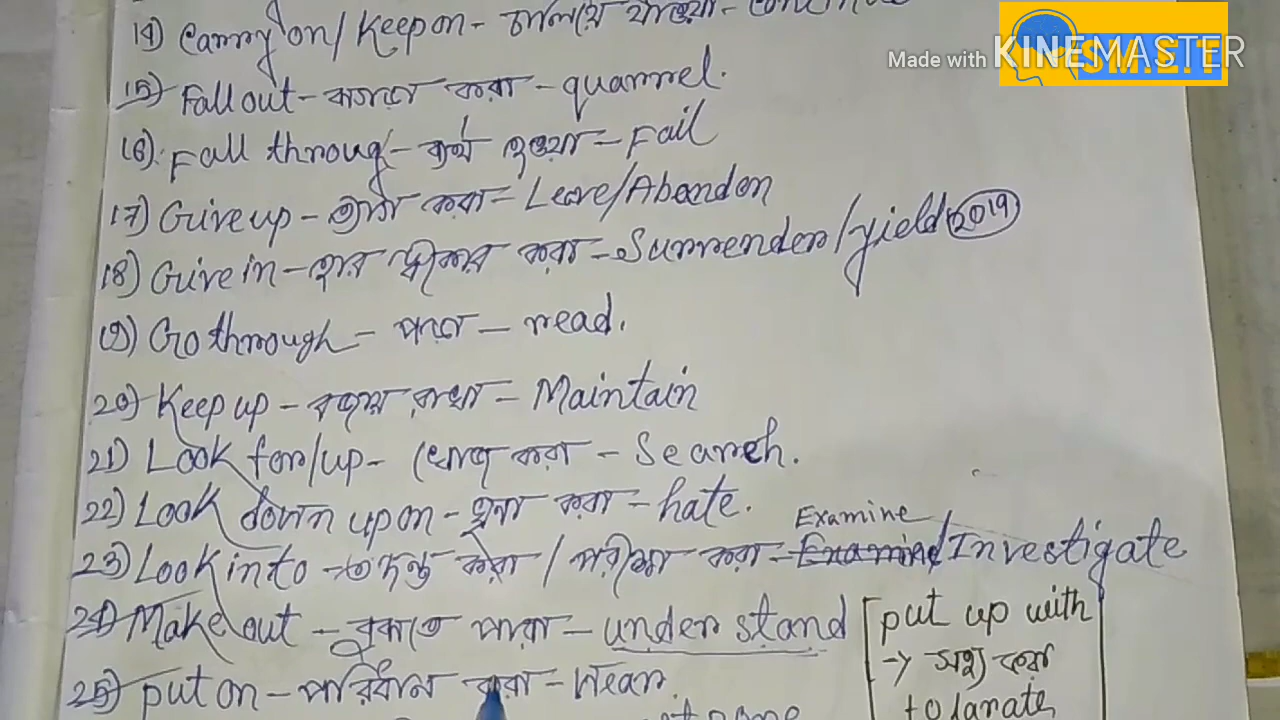 14) Carry on/Keep on - চালিয়ে যাওয়া - continue
Made with KINEMASTER
SMART
15) Fall out - ঝগড়া করা - quarrel.
16). Fall throug - ব্যর্থ হওয়া - Fail
17) Give up - ত্যাগ করা - Leave/Abandon
18) Give in - হার স্বীকার করা - Surrender/yield 2019
19) Go through - পড়া - read.
20) Keep up - বজায় রাখা - Maintain
21) Look for/up - খোঁজ করা - Search.
22) Look down upon - ঘৃনা করা - hate.
23) Look into - তদন্ত করা / পরীক্ষা করা - Examine/Investigate
24) Make out - বুঝতে পারা - under stand
25) put on - পরিধান করা - Wear.
put up with
→ সহ্য করা
tolarate